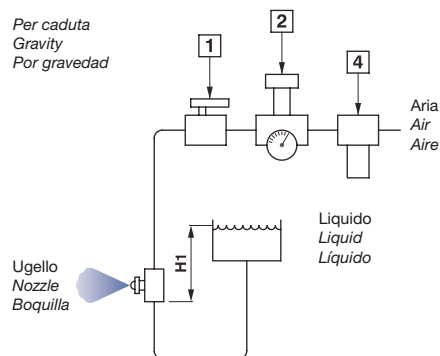 Per caduta
Gravity
Por gravedad
1
2
4
Aria
Air
Aire
H1
Liquido
Liquid
Líquido
Ugello
Nozzle
Boquilla